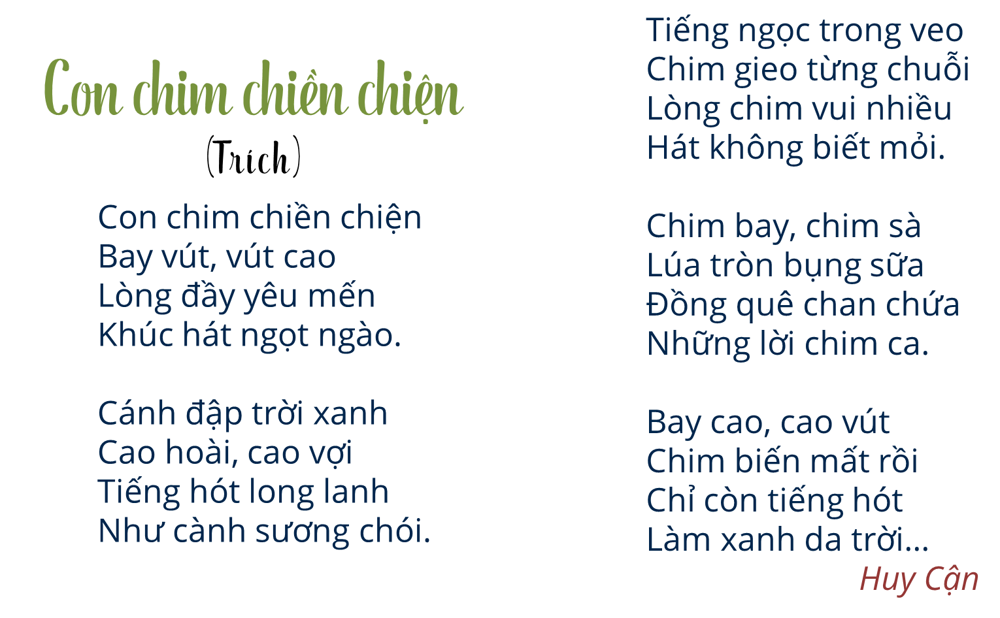 Con chim chiền chiện
(Trích)
Con chim chiền chiện
Bay vút, vút cao
Lòng đầy yêu mến
Khúc hát ngọt ngào.
Cánh đập trời xanh
Cao hoài, cao vợi
Tiếng hót long lanh
Như cành sương chói.
Tiếng ngọc trong veo
Chim gieo từng chuỗi
Lòng chim vui nhiều
Hát không biết mỏi.
Chim bay, chim sà
Lúa tròn bụng sữa
Đồng quê chan chứa
Những lời chim ca.
Bay cao, cao vút
Chim biến mất rồi
Chỉ còn tiếng hót
Làm xanh da trời...
Huy Cận